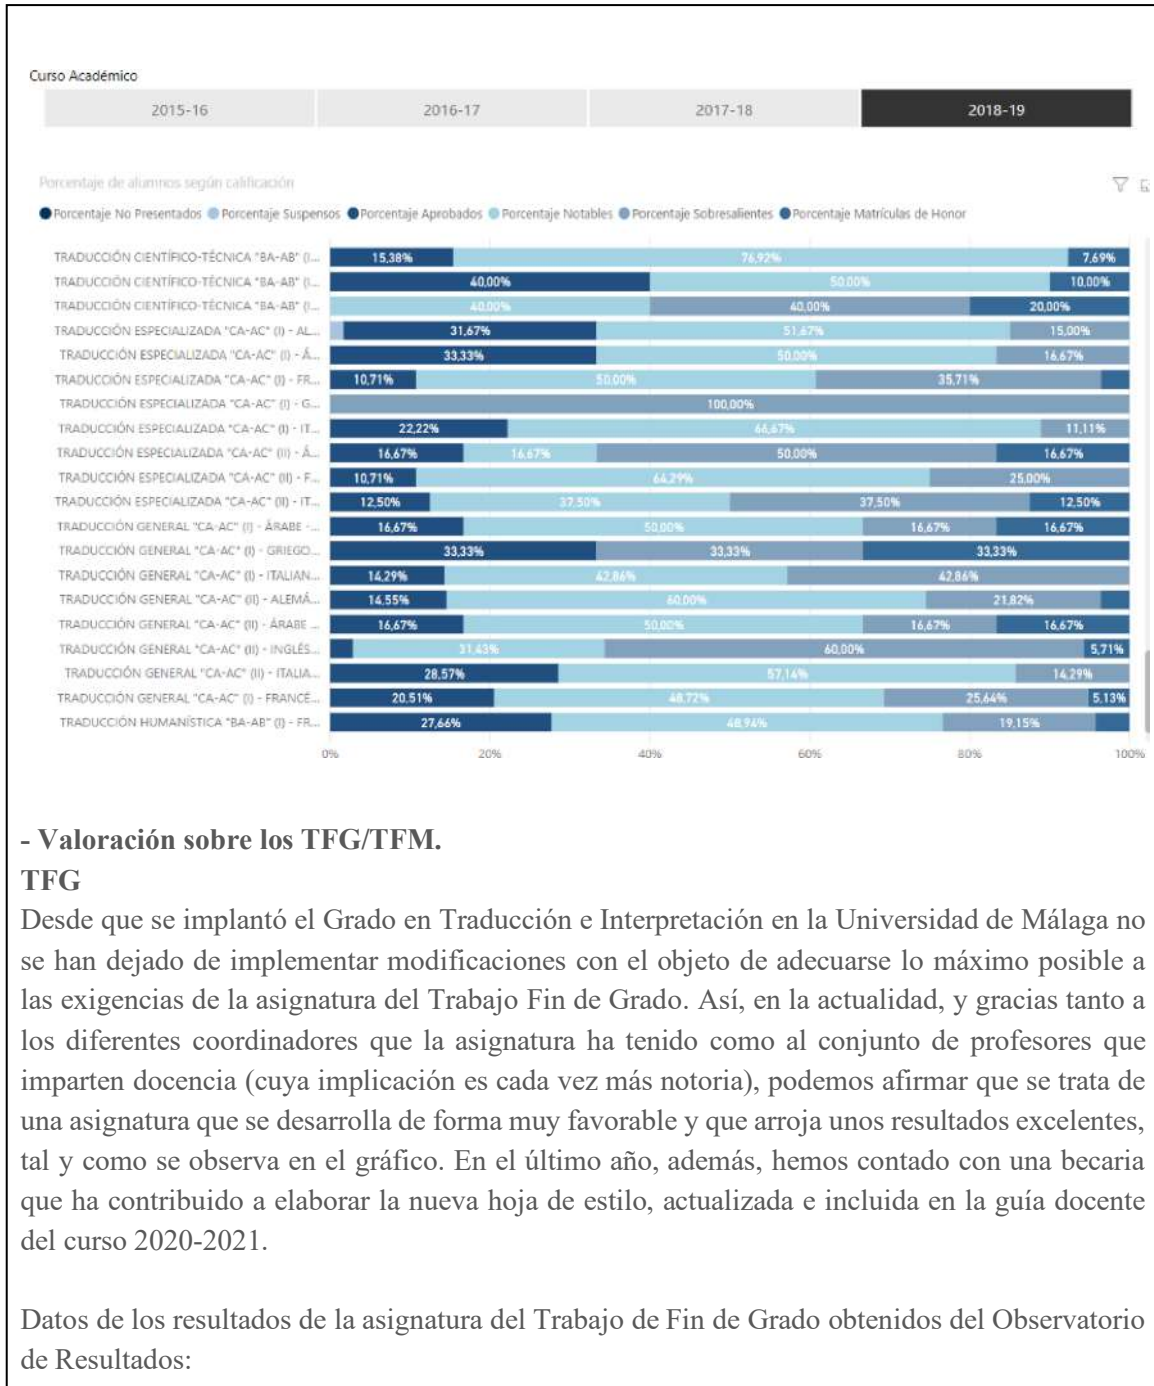 Curso Académico
2015-16 2016-17 2017-18 2018-19
Porcentaje de alumnos según calificación
Porcentaje No Presentados Porcentaje Suspensos Porcentaje Aprobados Porcentaje Notables Porcentaje Sobresalientes Porcentaje Matrículas de Honor
TRADUCCIÓN CIENTÍFICO-TÉCNICA "BA-AB" (I... 15,38% 76,92% 7,69%
TRADUCCIÓN CIENTÍFICO-TÉCNICA "BA-AB" (I... 40,00% 50,00% 10,00%
TRADUCCIÓN CIENTÍFICO-TÉCNICA "BA-AB" (I... 40,00% 40,00% 20,00%
TRADUCCIÓN ESPECIALIZADA "CA-AC" (I) - AL... 31,67% 51,67% 15,00%
TRADUCCIÓN ESPECIALIZADA "CA-AC" (I) - Á... 33,33% 50,00% 16,67%
TRADUCCIÓN ESPECIALIZADA "CA-AC" (I) - FR... 10,71% 50,00% 35,71%
TRADUCCIÓN ESPECIALIZADA "CA-AC" (I) - G... 100,00%
TRADUCCIÓN ESPECIALIZADA "CA-AC" (I) - IT... 22,22% 66,67% 11,11%
TRADUCCIÓN ESPECIALIZADA "CA-AC" (II) - Á... 16,67% 16,67% 50,00% 16,67%
TRADUCCIÓN ESPECIALIZADA "CA-AC" (II) - F... 10,71% 64,29% 25,00%
TRADUCCIÓN ESPECIALIZADA "CA-AC" (II) - IT... 12,50% 37,50% 37,50% 12,50%
TRADUCCIÓN GENERAL "CA-AC" (I) - ÁRABE -... 16,67% 50,00% 16,67% 16,67%
TRADUCCIÓN GENERAL "CA-AC" (I) - GRIEGO... 33,33% 33,33% 33,33%
TRADUCCIÓN GENERAL "CA-AC" (I) - ITALIAN... 14,29% 42,86% 42,86%
TRADUCCIÓN GENERAL "CA-AC" (II) - ALEMÁ... 14,55% 60,00% 21,82%
TRADUCCIÓN GENERAL "CA-AC" (II) - ÁRABE ... 16,67% 50,00% 16,67% 16,67%
TRADUCCIÓN GENERAL "CA-AC" (II) - INGLÉS... 31,43% 60,00% 5,71%
TRADUCCIÓN GENERAL "CA-AC" (II) - ITALIA... 28,57% 57,14% 14,29%
TRADUCCIÓN GENERAL "CA-AC" (I) - FRANCÉ... 20,51% 48,72% 25,64% 5,13%
TRADUCCIÓN HUMANÍSTICA "BA-AB" (I) - FR... 27,66% 48,94% 19,15%
0% 20% 40% 60% 80% 100%
- Valoración sobre los TFG/TFM.
TFG
Desde que se implantó el Grado en Traducción e Interpretación en la Universidad de Málaga no
se han dejado de implementar modificaciones con el objeto de adecuarse lo máximo posible a
las exigencias de la asignatura del Trabajo Fin de Grado. Así, en la actualidad, y gracias tanto a
los diferentes coordinadores que la asignatura ha tenido como al conjunto de profesores que
imparten docencia (cuya implicación es cada vez más notoria), podemos afirmar que se trata de
una asignatura que se desarrolla de forma muy favorable y que arroja unos resultados excelentes,
tal y como se observa en el gráfico. En el último año, además, hemos contado con una becaria
que ha contribuido a elaborar la nueva hoja de estilo, actualizada e incluida en la guía docente
del curso 2020-2021.
Datos de los resultados de la asignatura del Trabajo de Fin de Grado obtenidos del Observatorio
de Resultados: